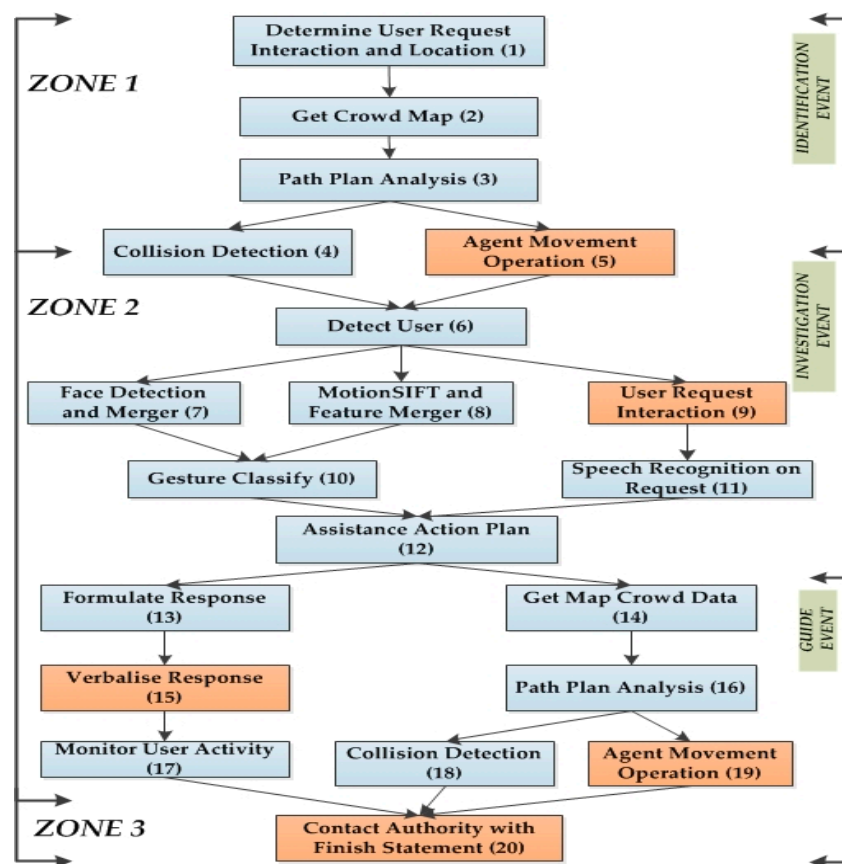 Determine User Request
Interaction and Location (1)
ZONE 1
IDENTIFICATION
EVENT
Get Crowd Map (2)
Path Plan Analysis (3)
Collision Detection (4)
Agent Movement
Operation (5)
ZONE 2
INVESTIGATION
EVENT
Detect User (6)
Face Detection
and Merger (7)
MotionSIFT and
Feature Merger (8)
User Request
Interaction (9)
Gesture Classify (10)
Speech Recognition on
Request (11)
Assistance Action Plan
(12)
Formulate Response
(13)
Get Map Crowd Data
(14)
GUIDE
EVENT
Verbalise Response
(15)
Path Plan Analysis (16)
Monitor User Activity
(17)
Collision Detection
(18)
Agent Movement
Operation (19)
ZONE 3
Contact Authority with
Finish Statement (20)